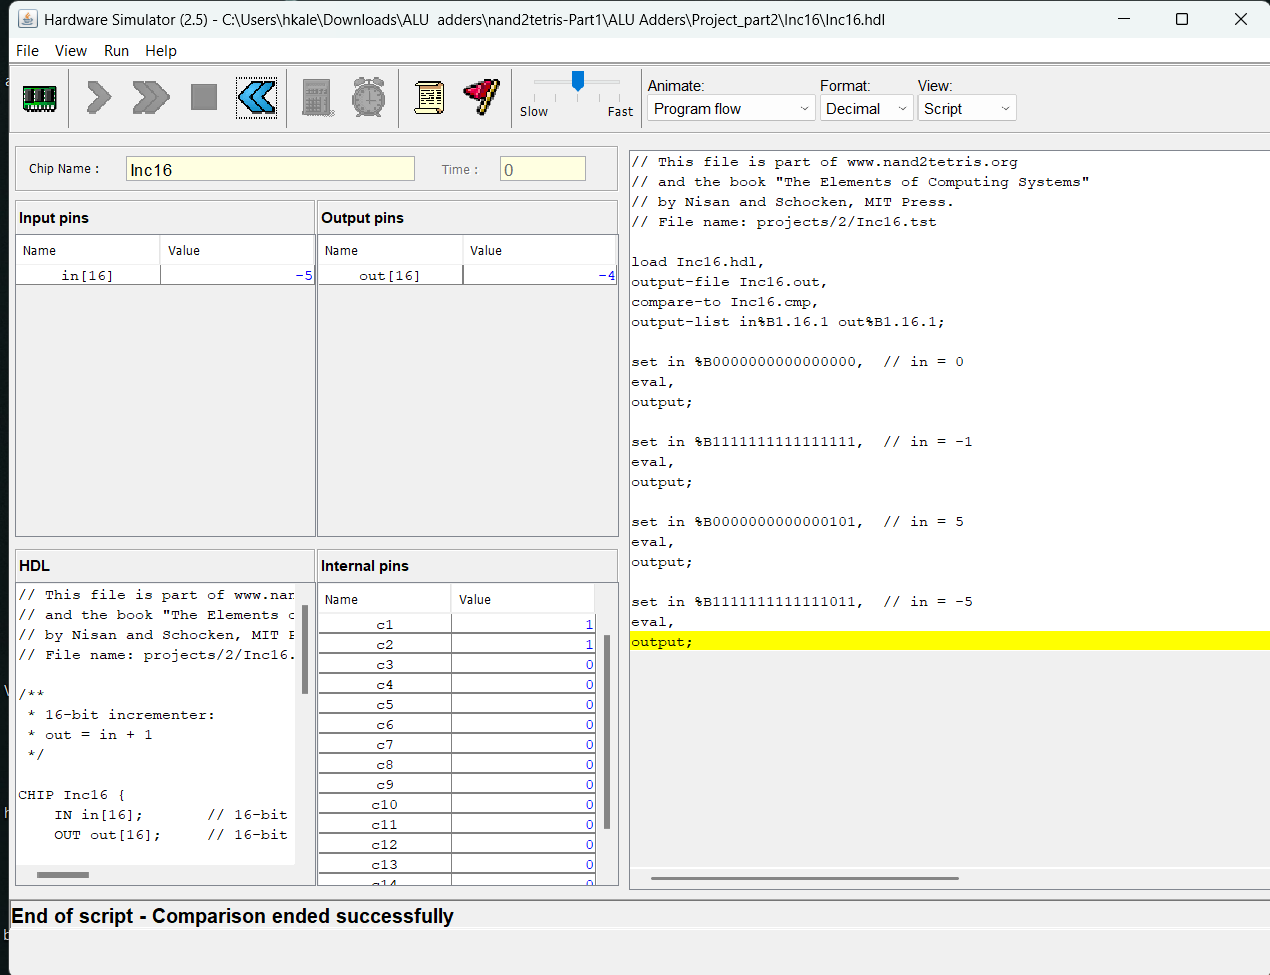 Hardware Simulator (2.5) - C:\Users\hkale\Downloads\ALU  adders\nand2tetris-Part1\ALU Adders\Project_part2\Inc16\Inc16.hdl
File View Run Help
Slow Fast
Animate: Format: View:
Program flow Decimal Script
Chip Name : Inc16 Time : 0
Input pins
Name Value
in[16] -5
Output pins
Name Value
out[16] -4
HDL
// This file is part of www.nan
// and the book "The Elements o
// by Nisan and Schocken, MIT P
// File name: projects/2/Inc16.
/**
* 16-bit incrementer:
* out = in + 1
*/
CHIP Inc16 {
IN in[16]; // 16-bit
OUT out[16]; // 16-bit
Internal pins
Name Value
c1 1
c2 1
c3 0
c4 0
c5 0
c6 0
c7 0
c8 0
c9 0
c10 0
c11 0
c12 0
c13 0
c14 0
// This file is part of www.nand2tetris.org
// and the book "The Elements of Computing Systems"
// by Nisan and Schocken, MIT Press.
// File name: projects/2/Inc16.tst
load Inc16.hdl,
output-file Inc16.out,
compare-to Inc16.cmp,
output-list in%B1.16.1 out%B1.16.1;
set in %B0000000000000000,  // in = 0
eval,
output;
set in %B1111111111111111,  // in = -1
eval,
output;
set in %B0000000000000101,  // in = 5
eval,
output;
set in %B1111111111111011,  // in = -5
eval,
output;
End of script - Comparison ended successfully